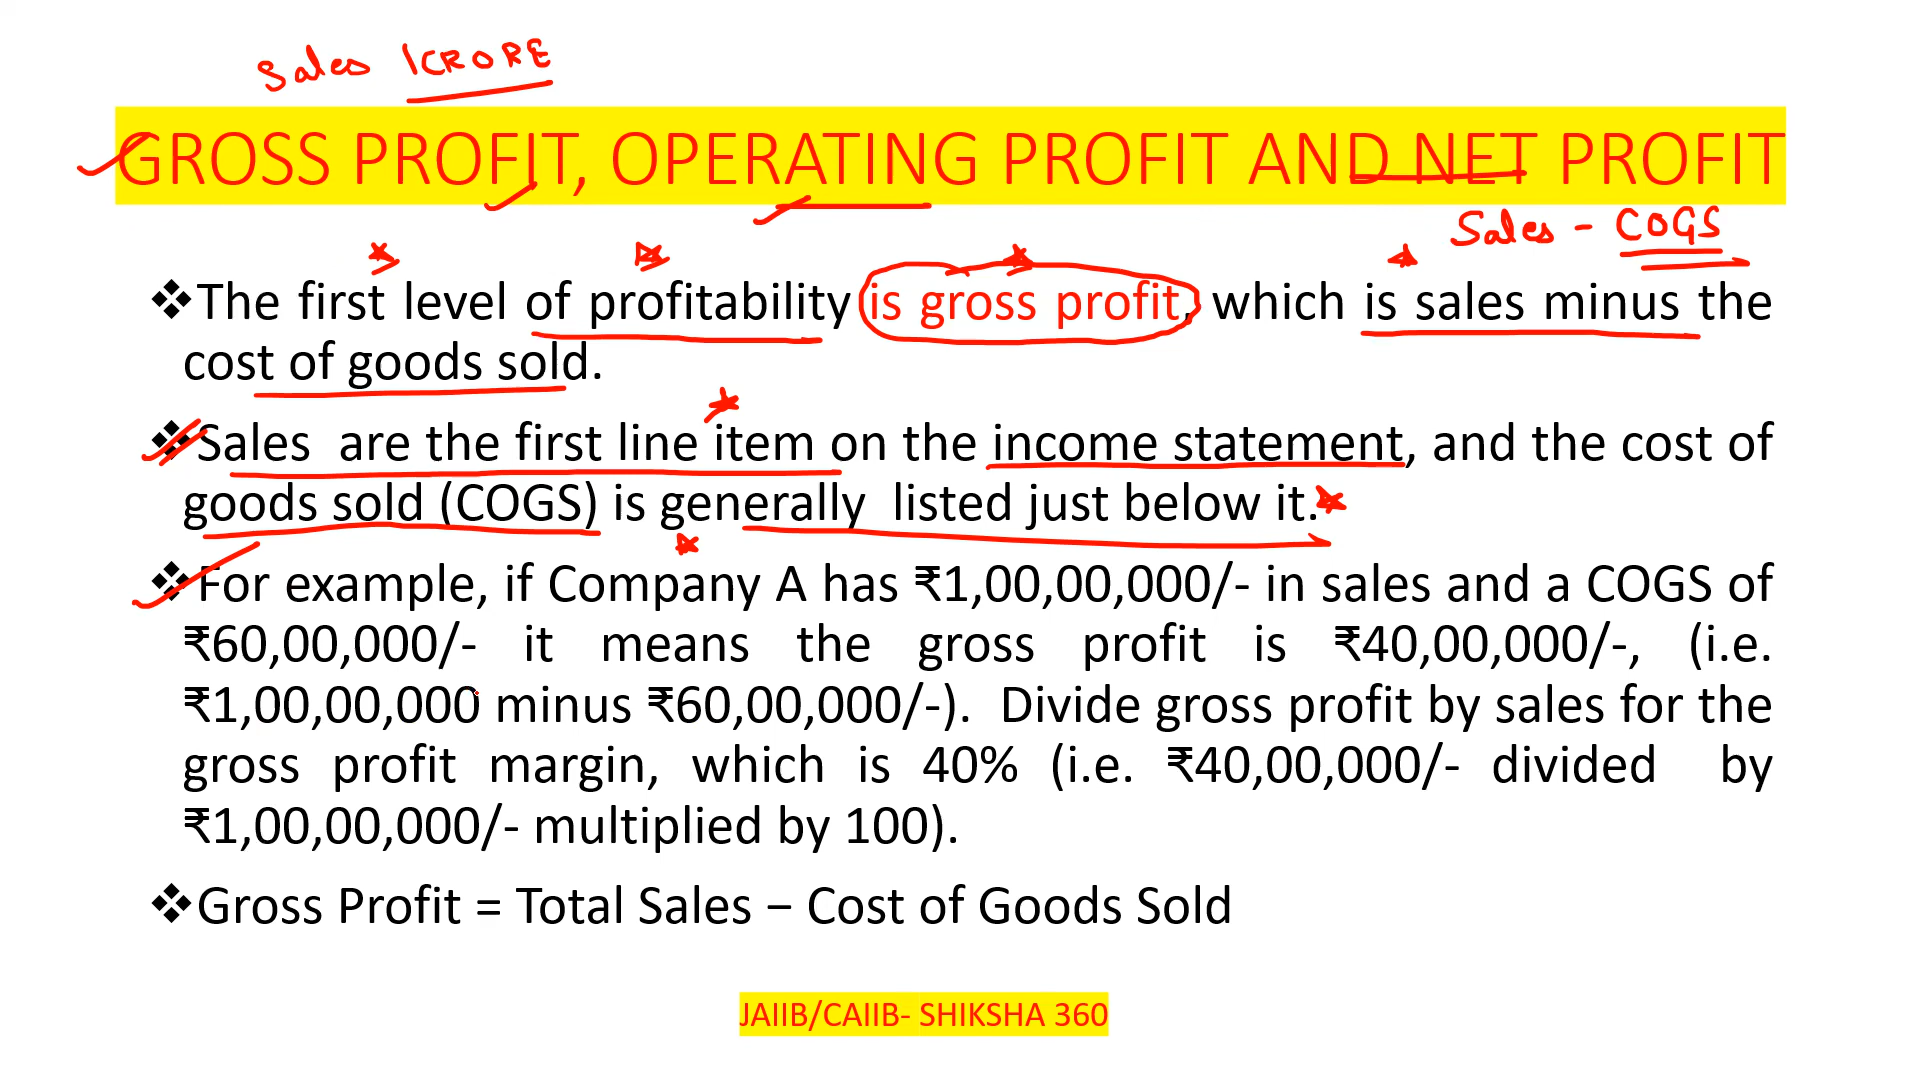 Sales 1CRORE
GROSS PROFIT, OPERATING PROFIT AND NET PROFIT
Sales - COGS
❖The first level of profitability is gross profit, which is sales minus the
cost of goods sold.
❖Sales are the first line item on the income statement, and the cost of
goods sold (COGS) is generally listed just below it.
❖For example, if Company A has ₹1,00,00,000/- in sales and a COGS of
₹60,00,000/- it means the gross profit is ₹40,00,000/-, (i.e.
₹1,00,00,000 minus ₹60,00,000/-). Divide gross profit by sales for the
gross profit margin, which is 40% (i.e. ₹40,00,000/- divided by
₹1,00,00,000/- multiplied by 100).
❖Gross Profit = Total Sales – Cost of Goods Sold
JAIIB/CAIIB- SHIKSHA 360